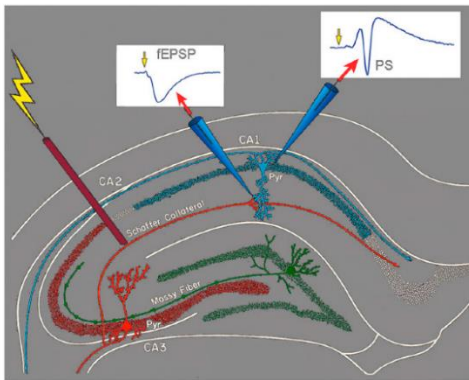 fEPSP
PS
CA1
CA2
Pyr
Schaffer Collateral
Mossy Fiber
Pyr
CA3